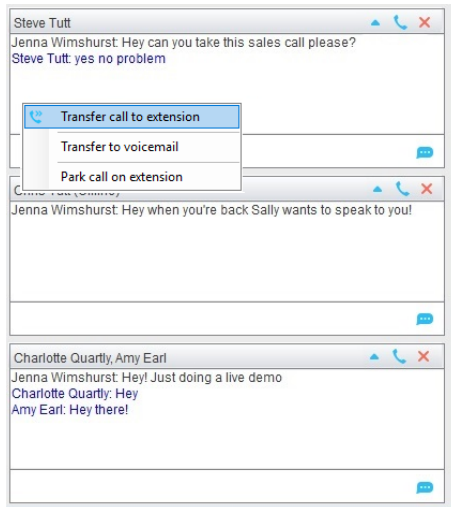 Steve Tutt
Jenna Wimshurst: Hey can you take this sales call please?
Steve Tutt: yes no problem
Transfer call to extension
Transfer to voicemail
Park call on extension
Jenna Wimshurst: Hey when you're back Sally wants to speak to you!
Charlotte Quartly, Amy Earl
Jenna Wimshurst: Hey! Just doing a live demo
Charlotte Quartly: Hey
Amy Earl: Hey there!